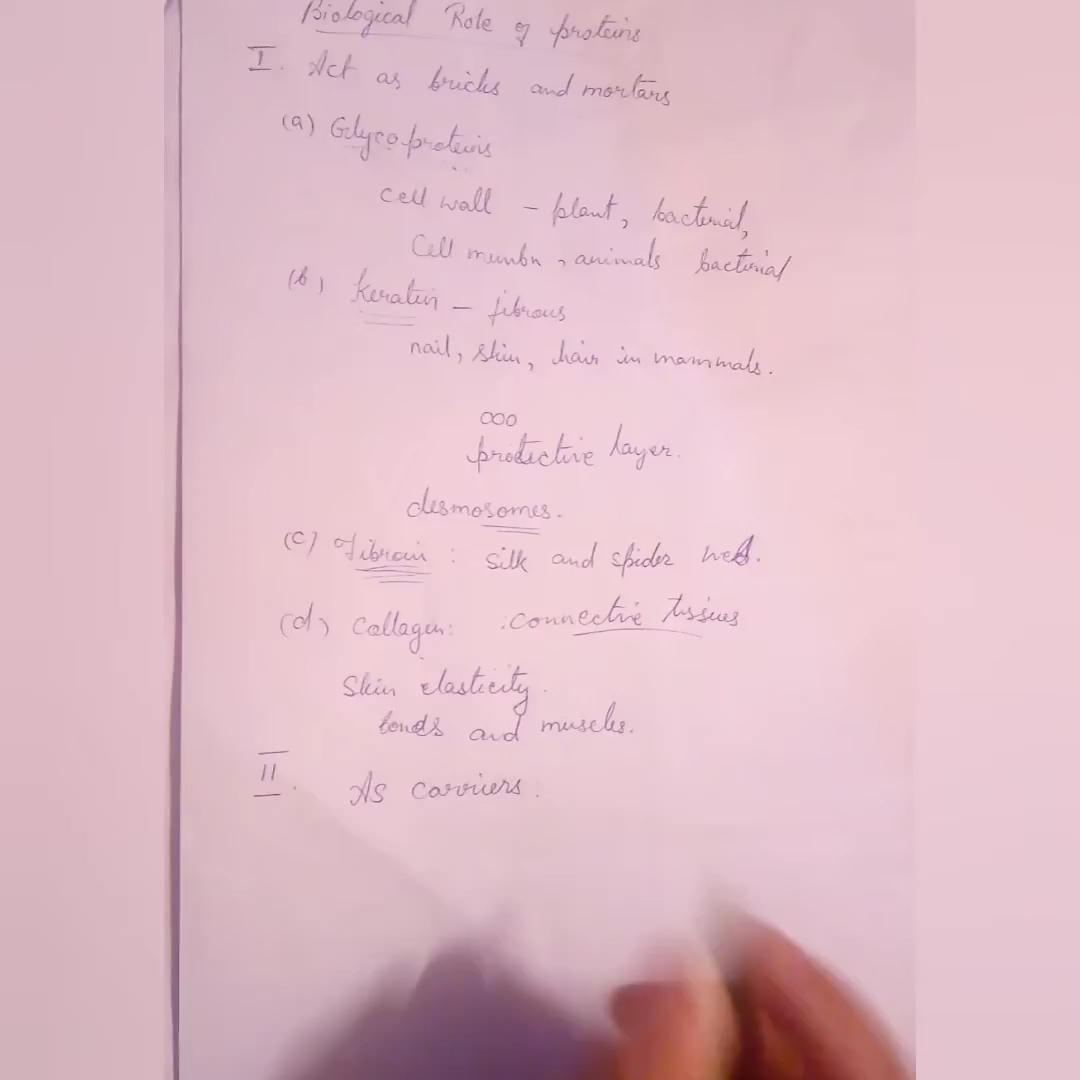 Biological Role of proteins
I. Act as bricks and mortars
(a) Glycoproteins
Cell wall - plant, bacterial,
Cell membn, animals bacterial
(b) Keratin - fibrous
nail, skin, hair in mammals.
000
protective layer.
desmosomes.
(c) Fibroin : silk and spider web.
(d) Collagen: :connective tissues
Skin elasticity.
bonds and muscles.
II. As carriers: